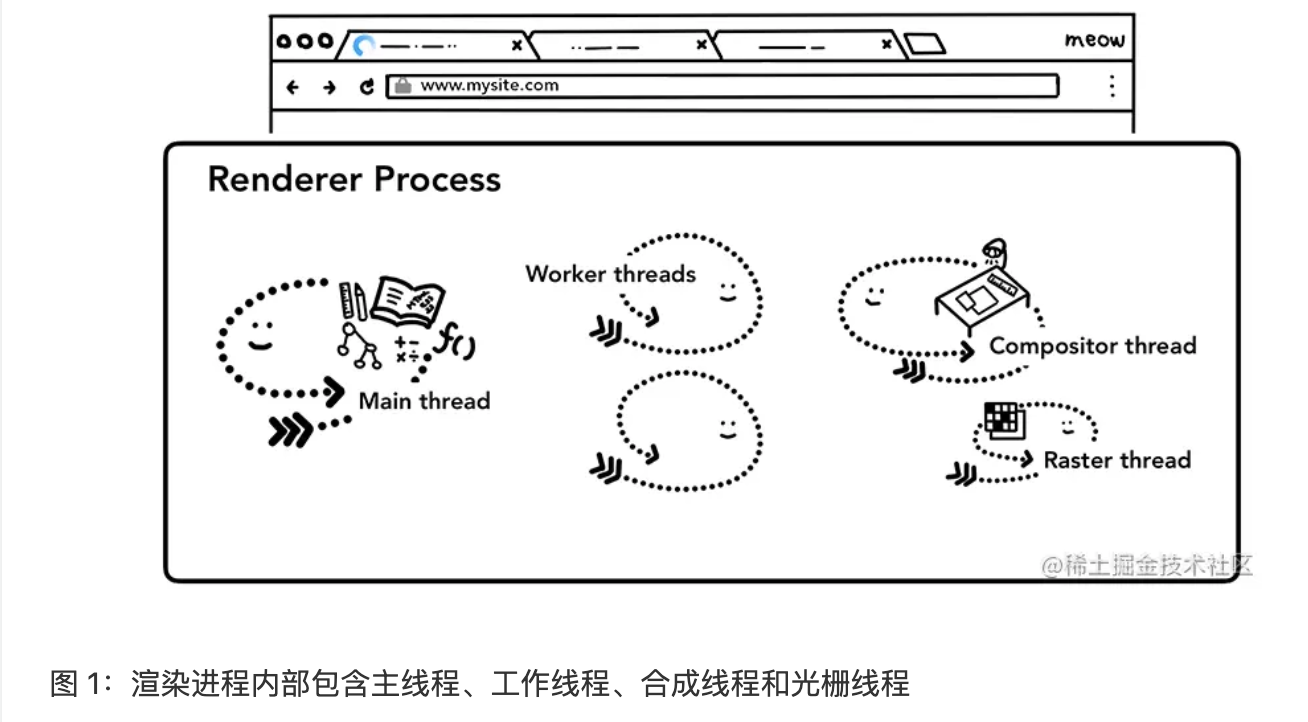 meow
www.mysite.com
Renderer Process
Worker threads
f()
Main thread
Compositor thread
Raster thread
@稀土掘金技术社区
图 1：渲染进程内部包含主线程、工作线程、合成线程和光栅线程